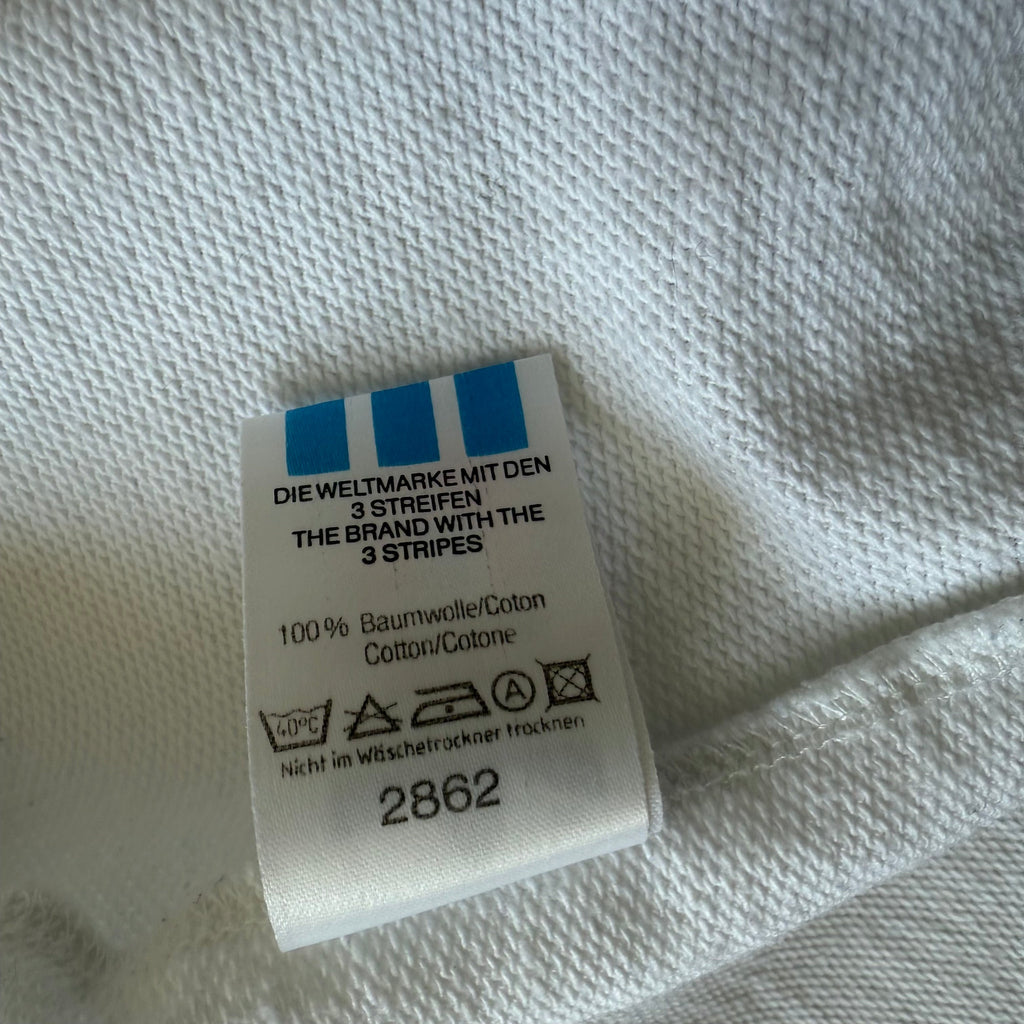 DIE WELTMARKE MIT DEN
3 STREIFEN
THE BRAND WITH THE
3 STRIPES
100% Baumwolle/Coton
Cotton/Cotone
40°C A
Nicht im Wäschetrockner trocknen
2862